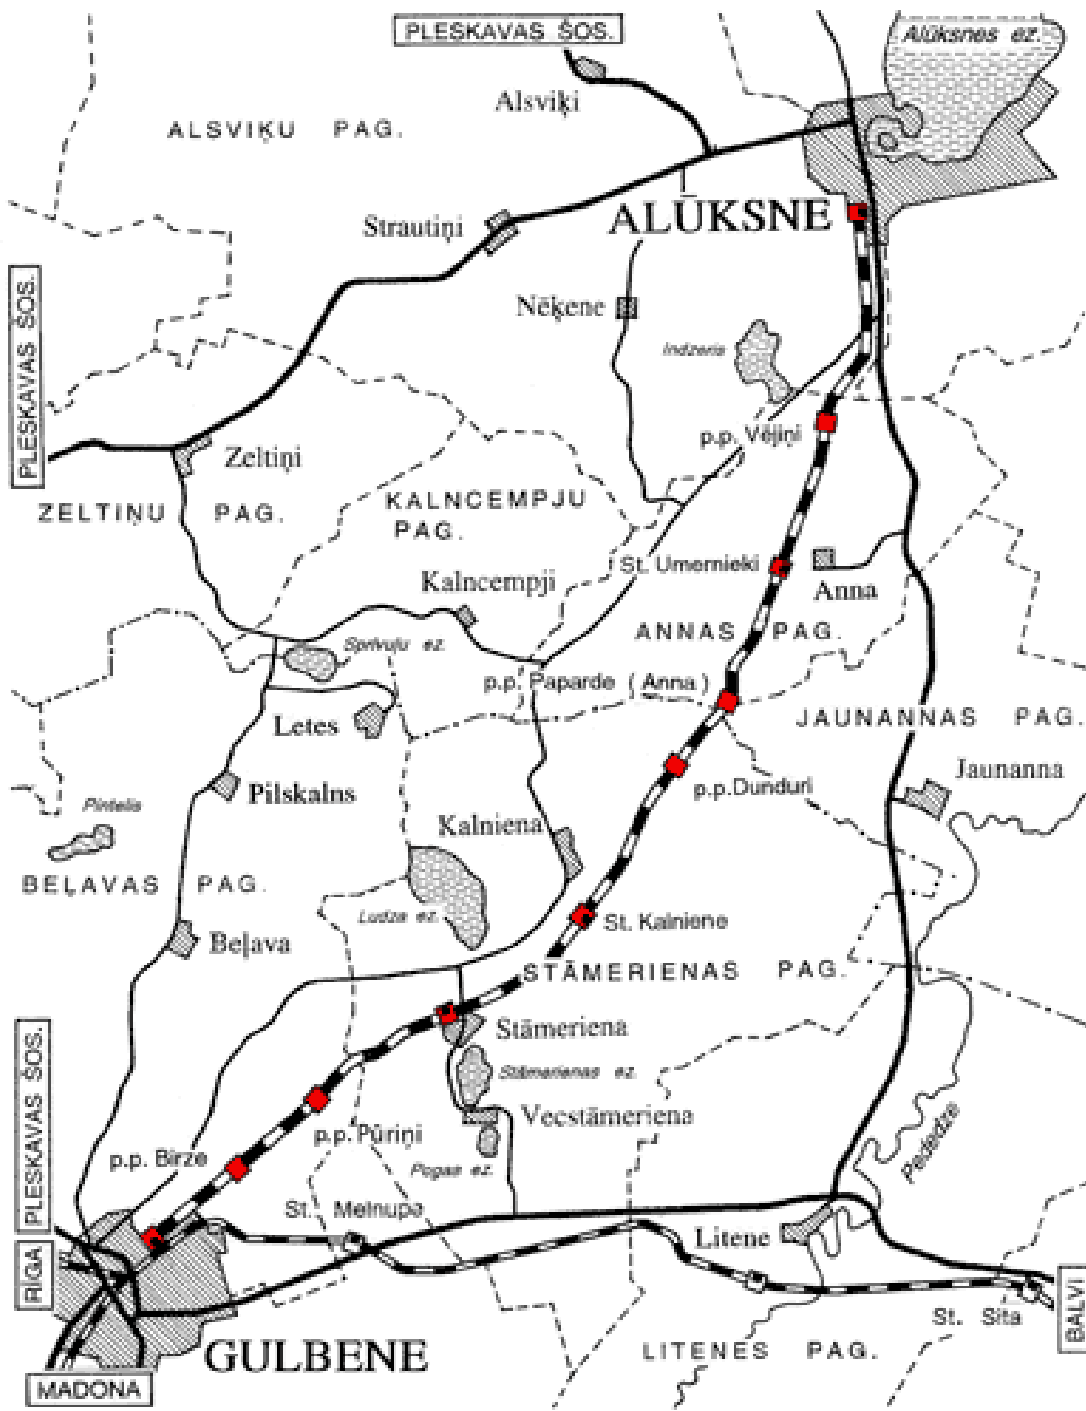 PLESKAVAS ŠOS.
Alūksnes ez.
Alsviķi
ALSVIĶU PAG.
ALŪKSNE
Strautiņi
PLESKAVAS ŠOS.
Nēķene
Indzeris
p.p. Vējiņi
Zeltiņi
ZELTIŅU PAG.
KALNCEMPJU
PAG.
St. Umernieki
Kalncempji
Anna
ANNAS PAG.
Sprīvuļu ez.
p.p. Paparde (Anna)
Letes
JAUNANNAS PAG.
Jaunanna
p.p.Dunduri
Pilskalns
Pintelis
Kalniena
BEĻAVAS PAG.
Ludza ez.
St. Kalniene
Beļava
STĀMERIENAS PAG.
Stāmeriena
PLESKAVAS ŠOS.
Stāmerienas ez.
Vecstāmeriena
p.p. Pūriņi
p.p. Birze
Pogas ez.
Pededze
St. Melnupe
Litene
RĪGA
BALVI
St. Sita
GULBENE
LITENES PAG.
MADONA